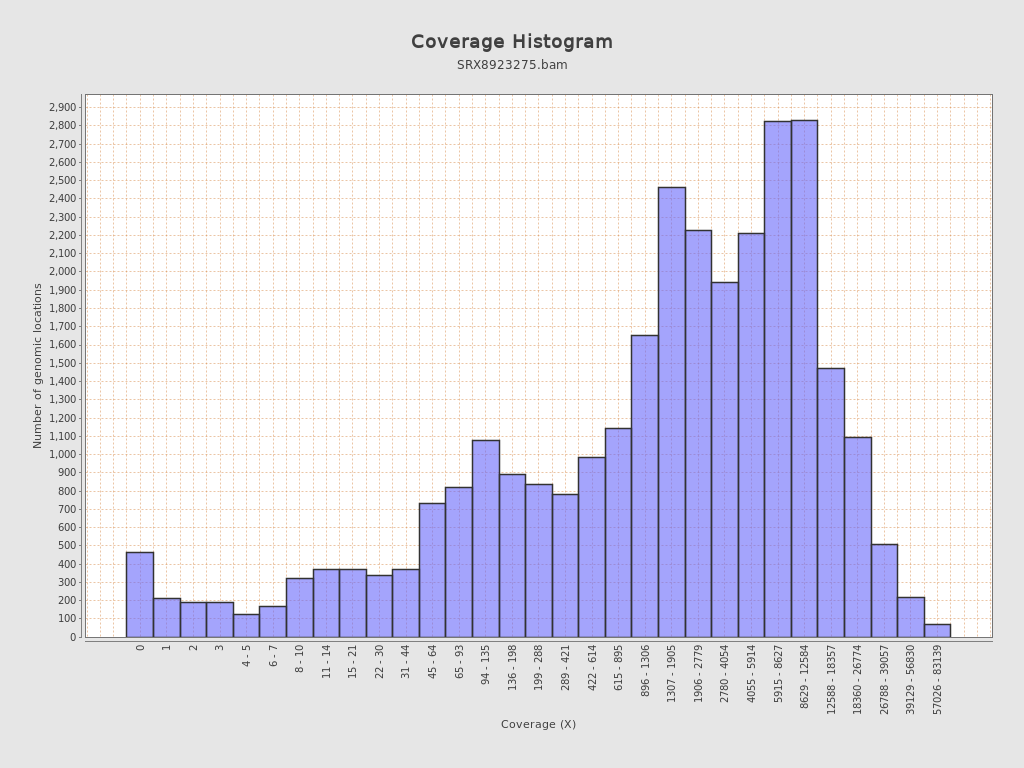 Coverage Histogram
SRX8923275.bam
2,900
2,800
2,700
2,600
2,500
2,400
2,300
2,200
2,100
2,000
1,900
1,800
1,700
1,600
1,500
1,400
1,300
1,200
1,100
1,000
900
800
700
600
500
400
300
200
100
0
Number of genomic locations
0
1
2
3
4 - 5
6 - 7
8 - 10
11 - 14
15 - 21
22 - 30
31 - 44
45 - 64
65 - 93
94 - 135
136 - 198
199 - 288
289 - 421
422 - 614
615 - 895
896 - 1306
1307 - 1905
1906 - 2779
2780 - 4054
4055 - 5914
5915 - 8627
8629 - 12584
12588 - 18357
18360 - 26774
26788 - 39057
39129 - 56830
57026 - 83139
Coverage (X)